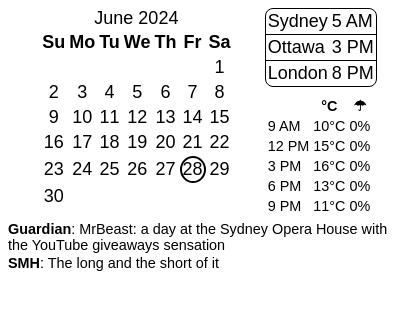 June 2024
Su Mo Tu We Th Fr Sa
1
2 3 4 5 6 7 8
9 10 11 12 13 14 15
16 17 18 19 20 21 22
23 24 25 26 27 28 29
30
Sydney 5 AM
Ottawa 3 PM
London 8 PM
°C ☂
9 AM 10°C 0%
12 PM 15°C 0%
3 PM 16°C 0%
6 PM 13°C 0%
9 PM 11°C 0%
Guardian: MrBeast: a day at the Sydney Opera House with
the YouTube giveaways sensation
SMH: The long and the short of it